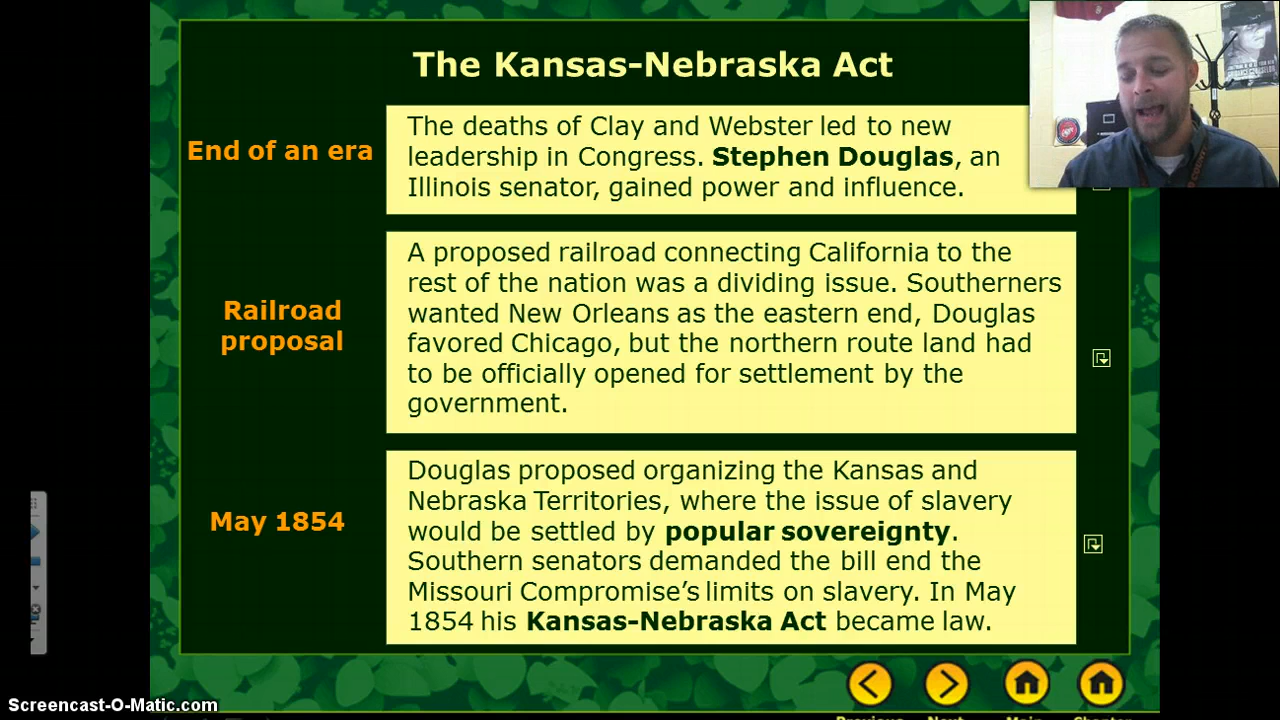 The Kansas-Nebraska Act
End of an era
The deaths of Clay and Webster led to new
leadership in Congress. Stephen Douglas, an
Illinois senator, gained power and influence.
Railroad
proposal
A proposed railroad connecting California to the
rest of the nation was a dividing issue. Southerners
wanted New Orleans as the eastern end, Douglas
favored Chicago, but the northern route land had
to be officially opened for settlement by the
government.
May 1854
Douglas proposed organizing the Kansas and
Nebraska Territories, where the issue of slavery
would be settled by popular sovereignty.
Southern senators demanded the bill end the
Missouri Compromise’s limits on slavery. In May
1854 his Kansas-Nebraska Act became law.
Screencast-O-Matic.com